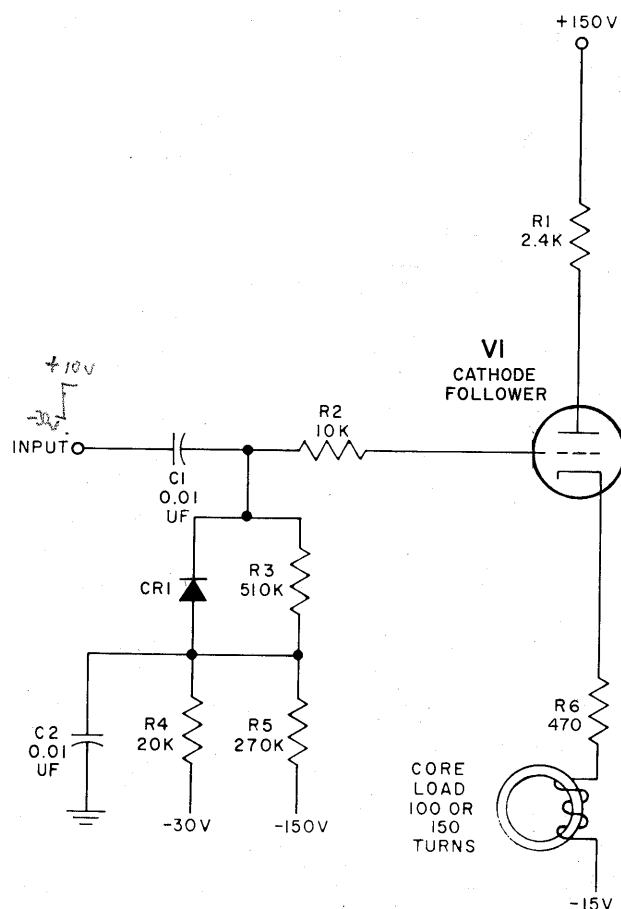 +150V
R1
2.4K
V1
CATHODE
FOLLOWER
+10V
INPUT
R2
10K
C1
0.01
UF
CR1
R3
510K
C2
0.01
UF
R4
20K
R5
270K
R6
470
CORE
LOAD
100 OR
150
TURNS
-30V
-150V
-15V